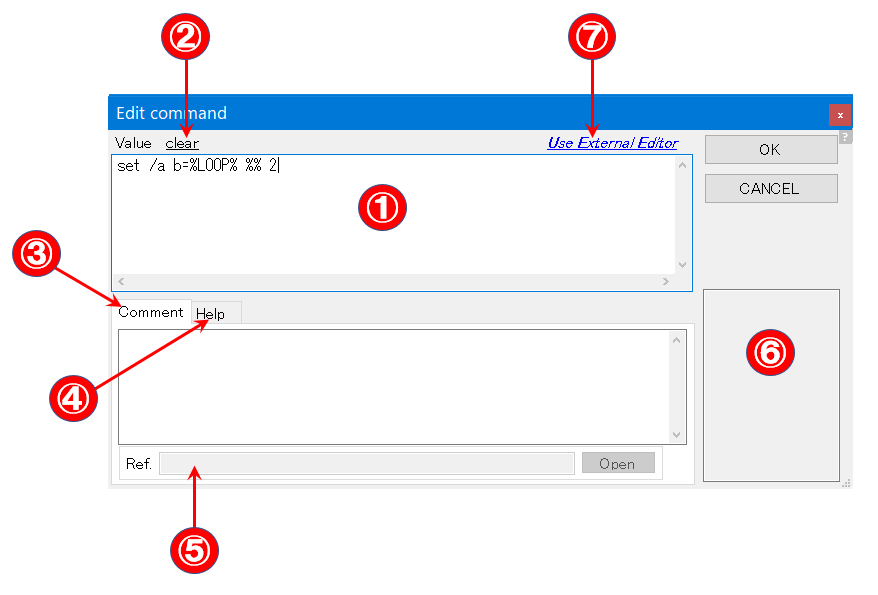 ② ⑦
Edit command x
Value clear Use External Editor ?
set /a b=%LOOP% %% 2
OK
①
CANCEL
③
Comment Help
⑥
④
Ref. Open
⑤